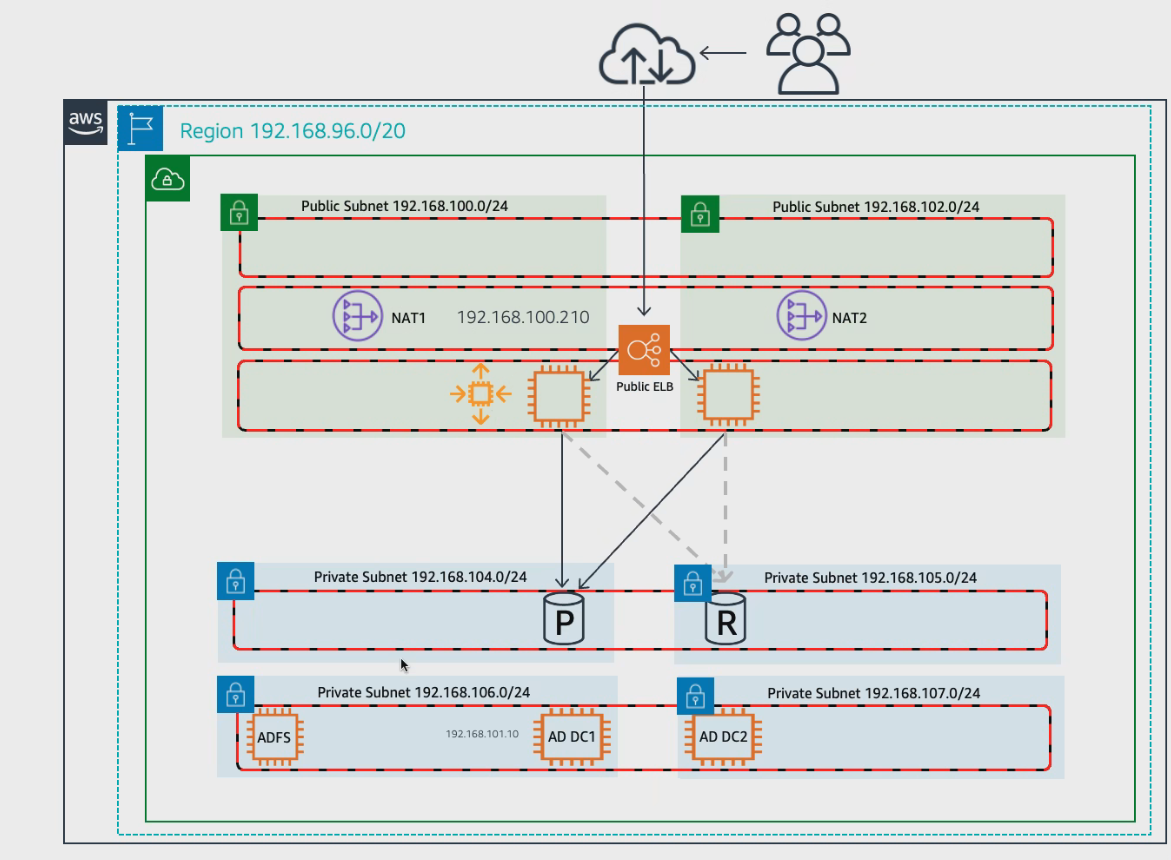 aws
Region 192.168.96.0/20
Public Subnet 192.168.100.0/24
Public Subnet 192.168.102.0/24
NAT1
192.168.100.210
NAT2
Public ELB
Private Subnet 192.168.104.0/24
Private Subnet 192.168.105.0/24
P
R
Private Subnet 192.168.106.0/24
Private Subnet 192.168.107.0/24
ADFS
192.168.101.10
AD DC1
AD DC2